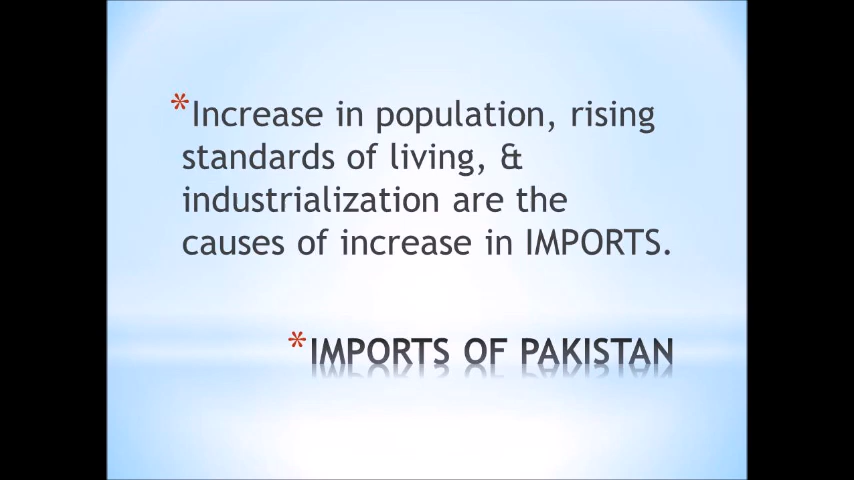 *Increase in population, rising
standards of living, &
industrialization are the
causes of increase in IMPORTS.
*IMPORTS OF PAKISTAN